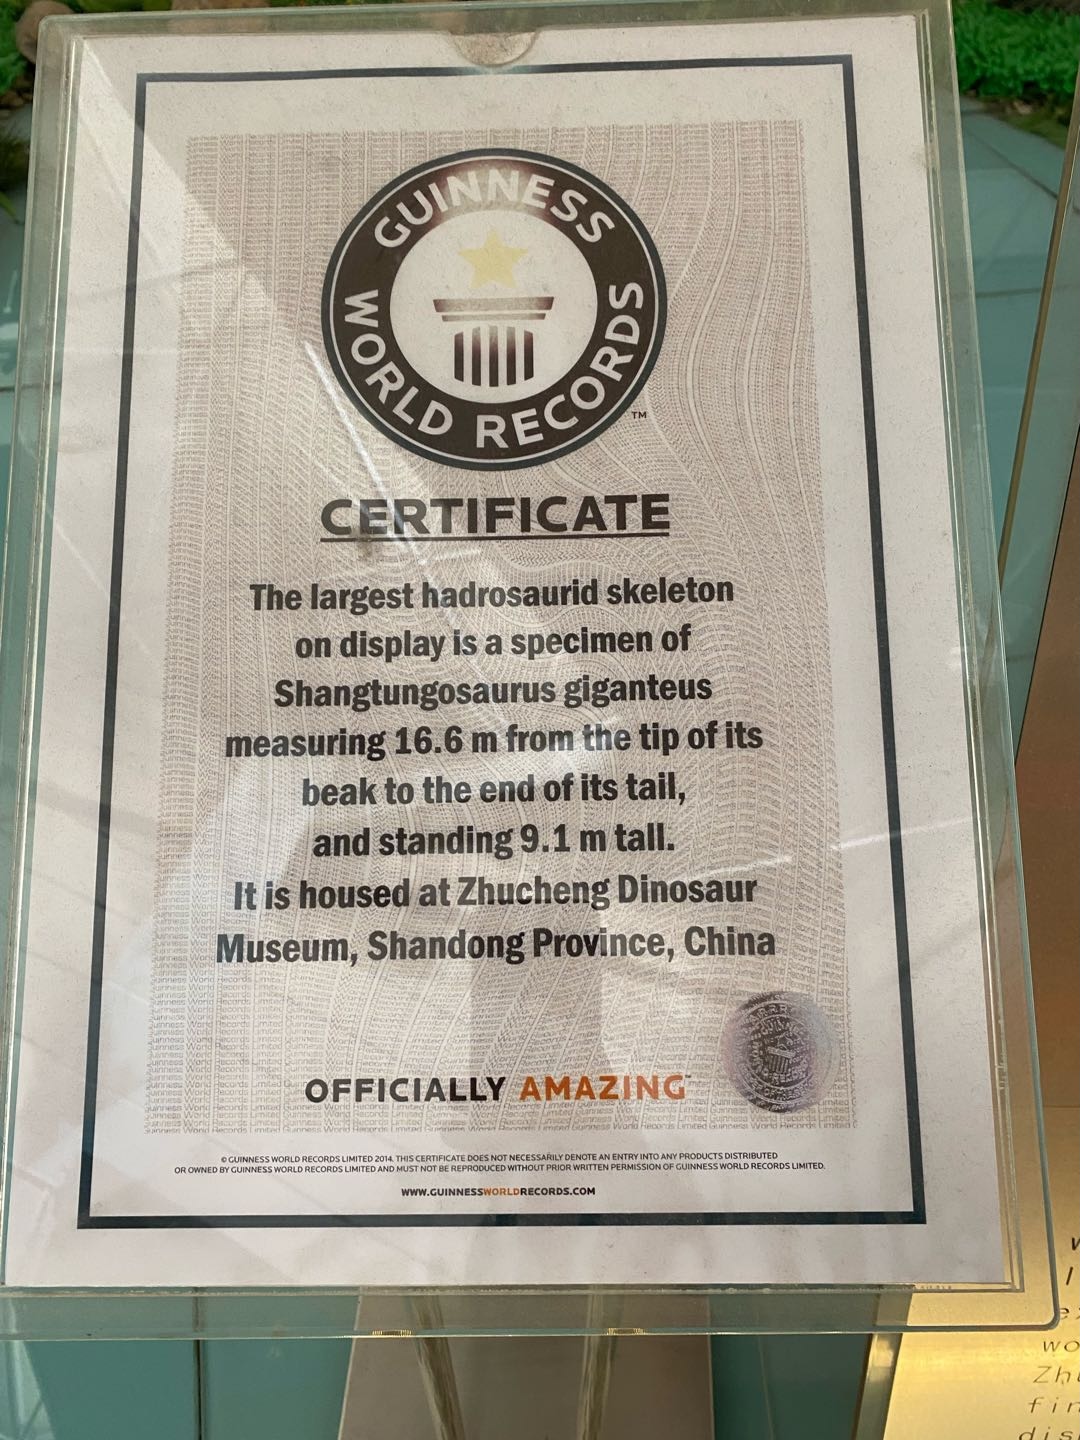 GUINNESS
WORLD RECORDS
TM
CERTIFICATE
The largest hadrosaurid skeleton
on display is a specimen of
Shangtungosaurus giganteus
measuring 16.6 m from the tip of its
beak to the end of its tail,
and standing 9.1 m tall.
It is housed at Zhucheng Dinosaur
Museum, Shandong Province, China
OFFICIALLY AMAZING™
© GUINNESS WORLD RECORDS LIMITED 2014. THIS CERTIFICATE DOES NOT NECESSARILY DENOTE AN ENTRY INTO ANY PRODUCTS DISTRIBUTED
OR OWNED BY GUINNESS WORLD RECORDS LIMITED AND MUST NOT BE REPRODUCED WITHOUT PRIOR WRITTEN PERMISSION OF GUINNESS WORLD RECORDS LIMITED.
WWW.GUINNESSWORLDRECORDS.COM